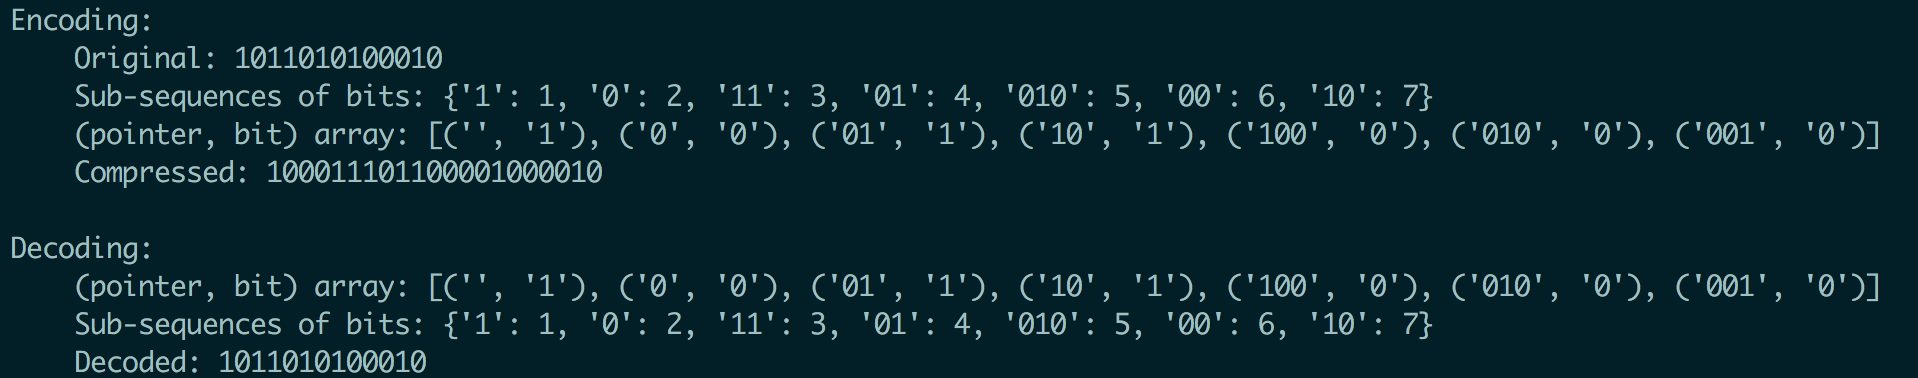 Encoding:
    Original: 1011010100010
    Sub-sequences of bits: {'1': 1, '0': 2, '11': 3, '01': 4, '010': 5, '00': 6, '10': 7}
    (pointer, bit) array: [('', '1'), ('0', '0'), ('01', '1'), ('10', '1'), ('100', '0'), ('010', '0'), ('001', '0')]
    Compressed: 100011101100001000010

Decoding:
    (pointer, bit) array: [('', '1'), ('0', '0'), ('01', '1'), ('10', '1'), ('100', '0'), ('010', '0'), ('001', '0')]
    Sub-sequences of bits: {'1': 1, '0': 2, '11': 3, '01': 4, '010': 5, '00': 6, '10': 7}
    Decoded: 1011010100010